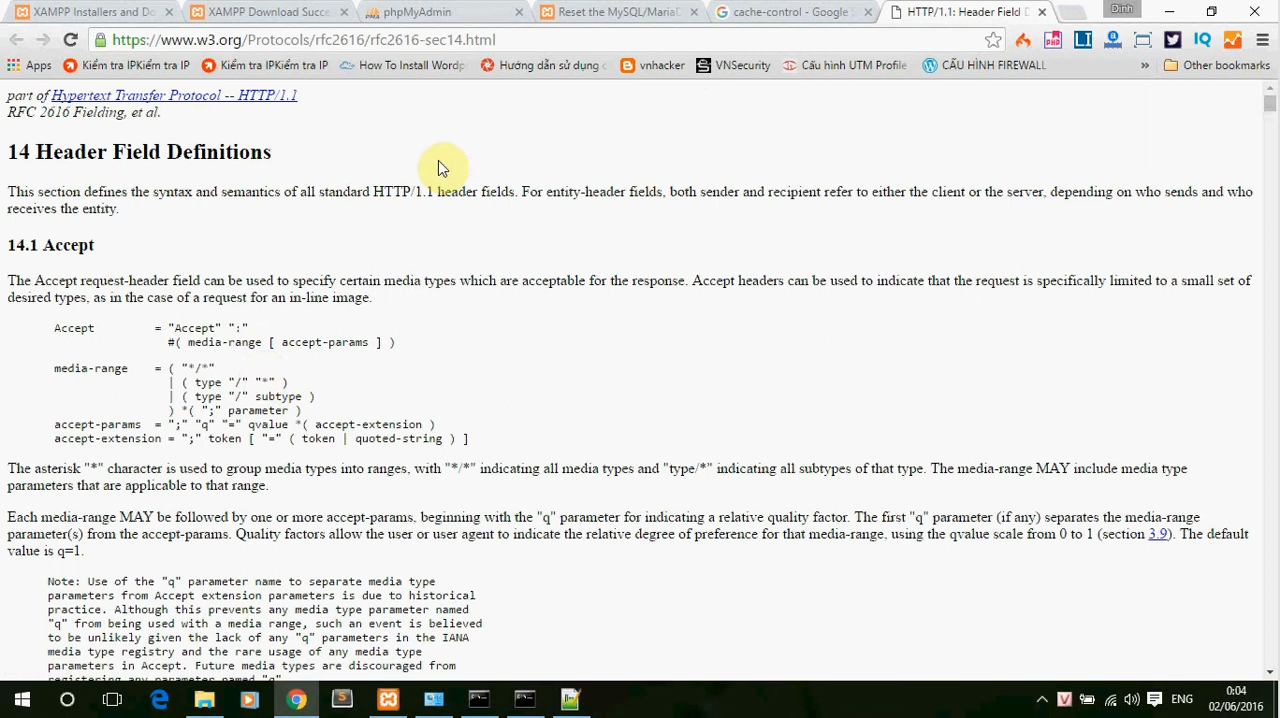 XAMPP Installers and Do
XAMPP Download Succe
phpMyAdmin
Reset the MySQL/MariaD
cache-control - Google S
HTTP/1.1: Header Field D
Dinh
https://www.w3.org/Protocols/rfc2616/rfc2616-sec14.html
Apps
Kiểm tra IPKiểm tra IP
Kiểm tra IPKiểm tra IP
How To Install Wordp
Hướng dẫn sử dụng c
vnhacker
VNSecurity
Cấu hình UTM Profile
CẤU HÌNH FIREWALL
»
Other bookmarks
part of Hypertext Transfer Protocol -- HTTP/1.1
RFC 2616 Fielding, et al.
14 Header Field Definitions
This section defines the syntax and semantics of all standard HTTP/1.1 header fields. For entity-header fields, both sender and recipient refer to either the client or the server, depending on who sends and who
receives the entity.
14.1 Accept
The Accept request-header field can be used to specify certain media types which are acceptable for the response. Accept headers can be used to indicate that the request is specifically limited to a small set of
desired types, as in the case of a request for an in-line image.
Accept = "Accept" ":"
#( media-range [ accept-params ] )
media-range = ( "*/*"
| ( type "/" "*" )
| ( type "/" subtype )
) *( ";" parameter )
accept-params = ";" "q" "=" qvalue *( accept-extension )
accept-extension = ";" token [ "=" ( token | quoted-string ) ]
The asterisk "*" character is used to group media types into ranges, with "*/*" indicating all media types and "type/*" indicating all subtypes of that type. The media-range MAY include media type
parameters that are applicable to that range.
Each media-range MAY be followed by one or more accept-params, beginning with the "q" parameter for indicating a relative quality factor. The first "q" parameter (if any) separates the media-range
parameter(s) from the accept-params. Quality factors allow the user or user agent to indicate the relative degree of preference for that media-range, using the qvalue scale from 0 to 1 (section 3.9). The default
value is q=1.
Note: Use of the "q" parameter name to separate media type
parameters from Accept extension parameters is due to historical
practice. Although this prevents any media type parameter named
"q" from being used with a media range, such an event is believed
to be unlikely given the lack of any "q" parameters in the IANA
media type registry and the rare usage of any media type
parameters in Accept. Future media types are discouraged from
registering any parameter named "q"
ENG
02/06/2016